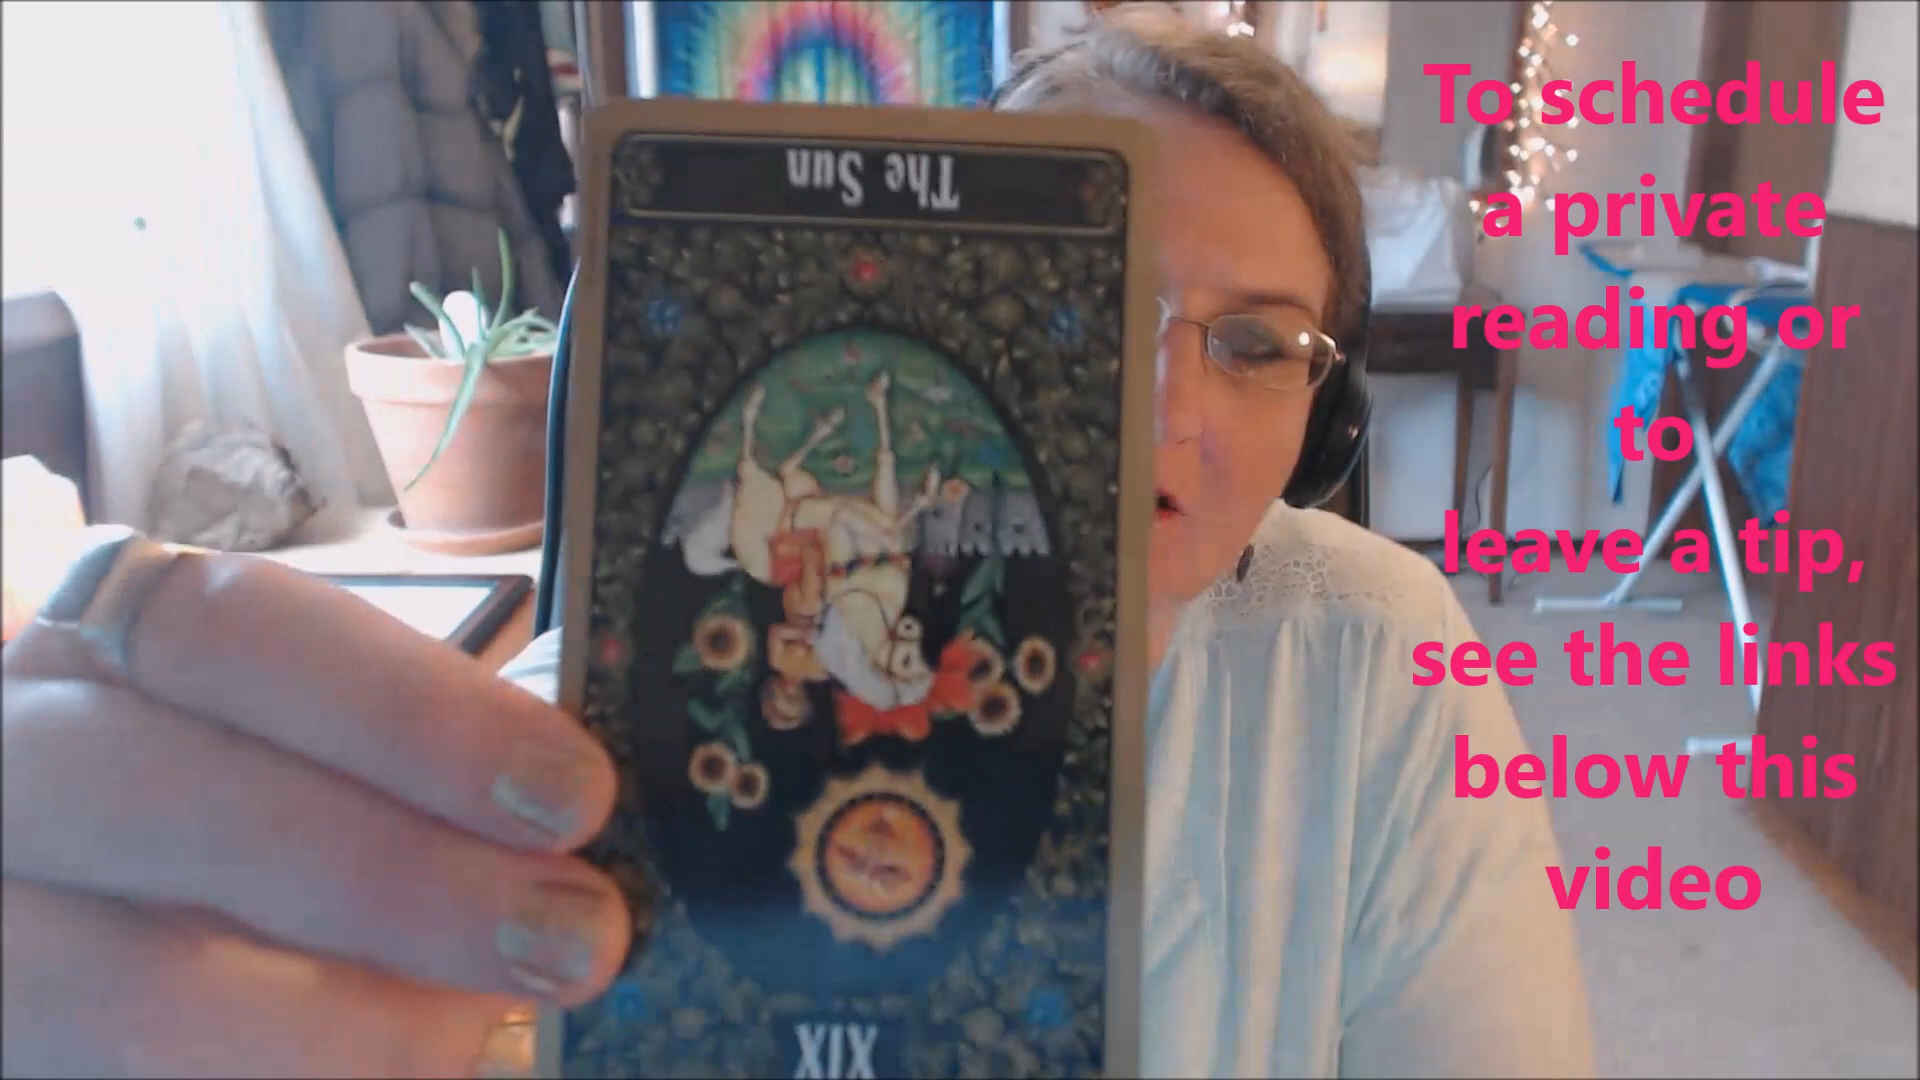 The Sun
To schedule
a private
reading or
to
leave a tip,
see the links
below this
video
XIX